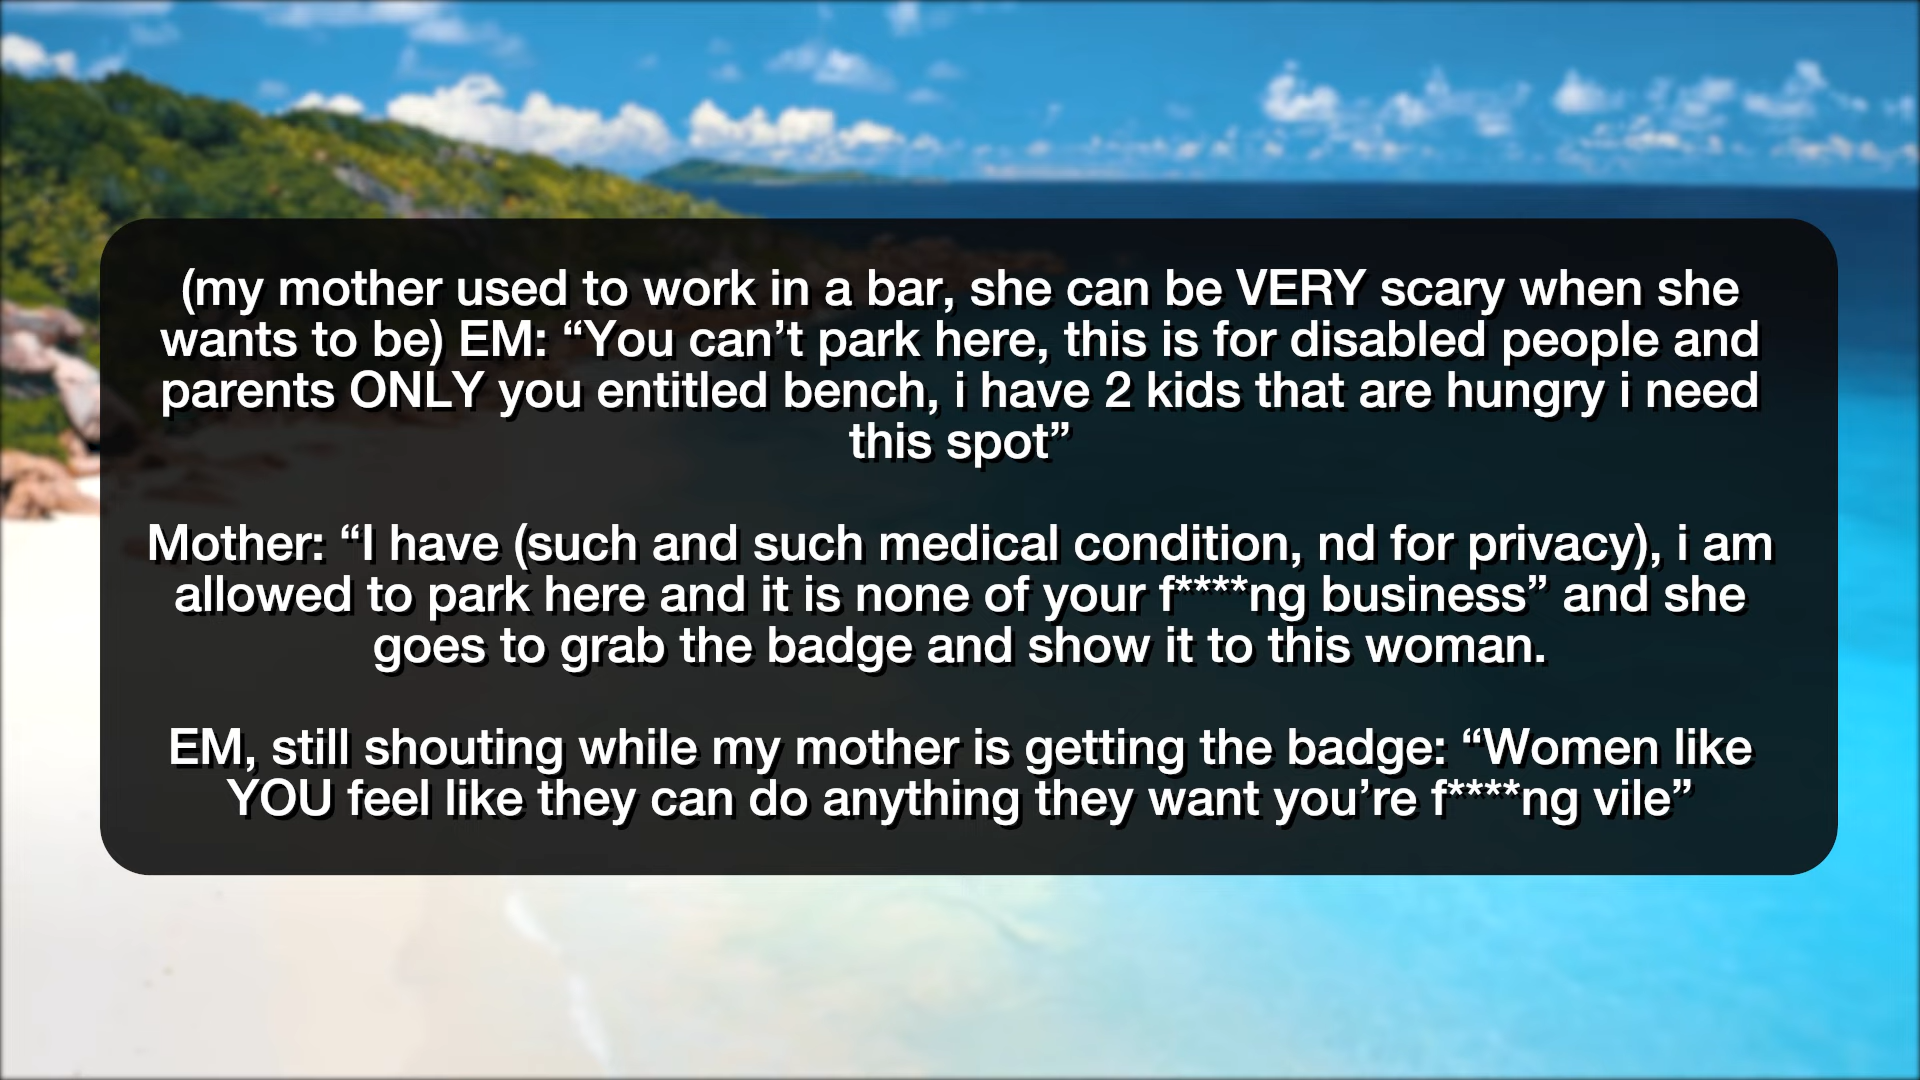 (my mother used to work in a bar, she can be VERY scary when she
wants to be) EM: “You can’t park here, this is for disabled people and
parents ONLY you entitled bench, i have 2 kids that are hungry i need
this spot”
Mother: “I have (such and such medical condition, nd for privacy), i am
allowed to park here and it is none of your f****ng business” and she
goes to grab the badge and show it to this woman.
EM, still shouting while my mother is getting the badge: “Women like
YOU feel like they can do anything they want you’re f****ng vile”